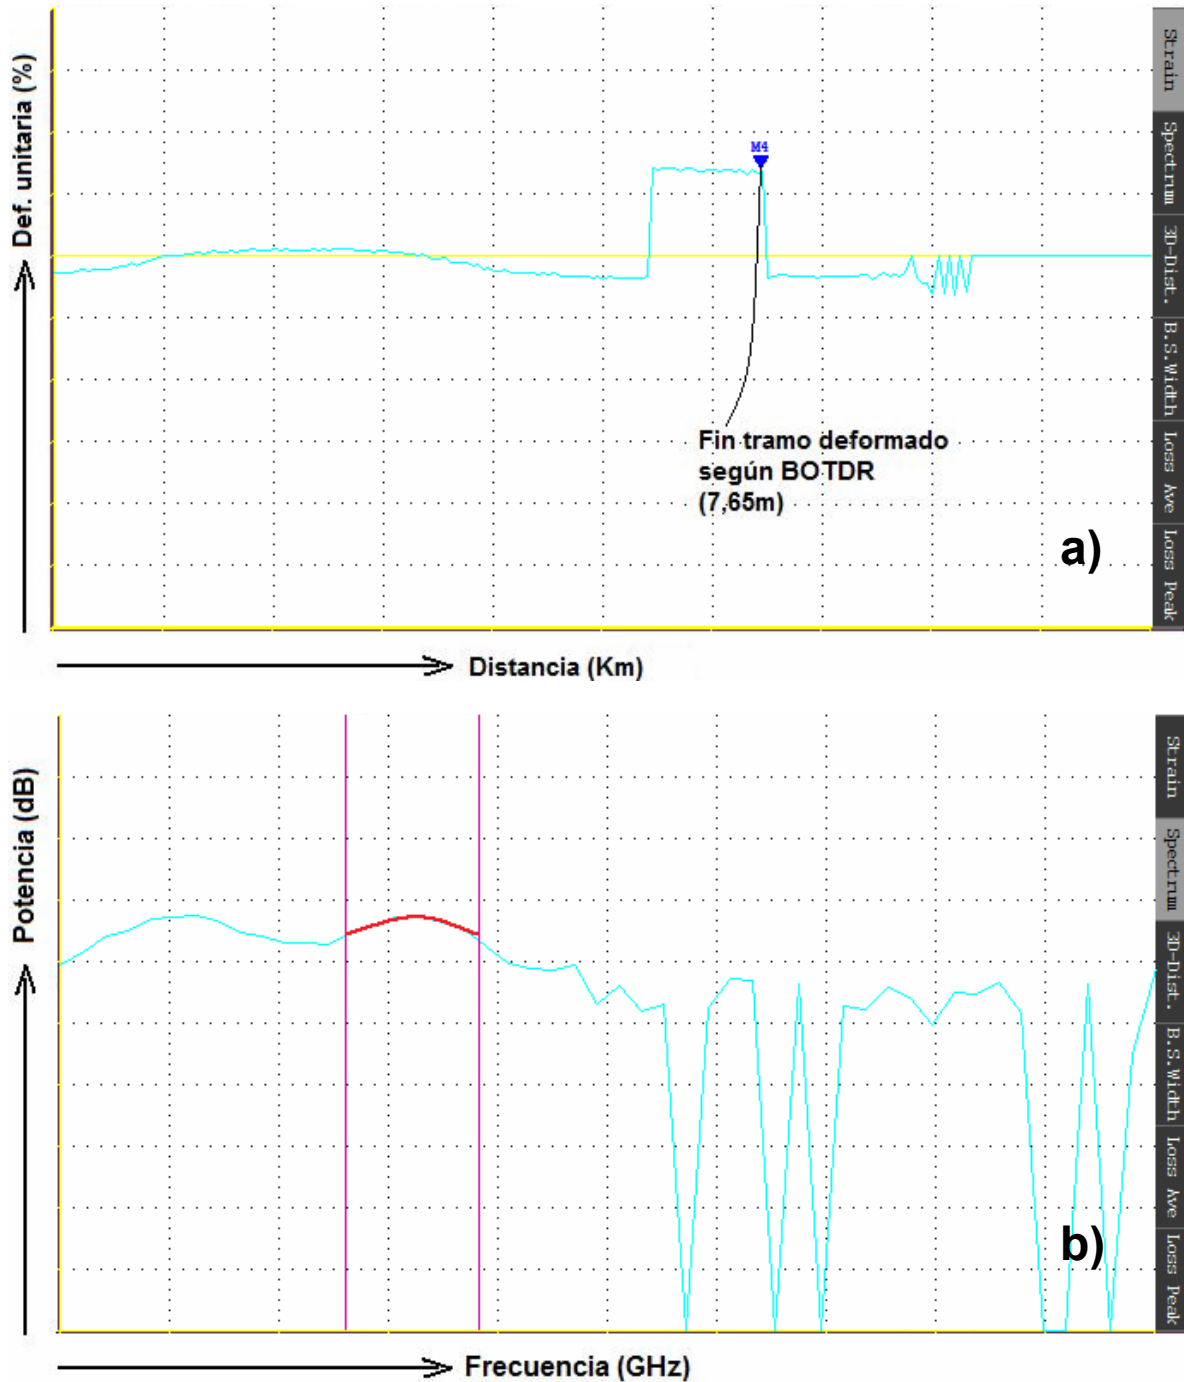 Def. unitaria (%)
M4
Fin tramo deformado
según BOTDR
(7,65m)
a)
Strain
Spectrum
3D-Dist.
B.S.Width
Loss Ave
Loss Peak
Distancia (Km)
Potencia (dB)
b)
Strain
Spectrum
3D-Dist.
B.S.Width
Loss Ave
Loss Peak
Frecuencia (GHz)